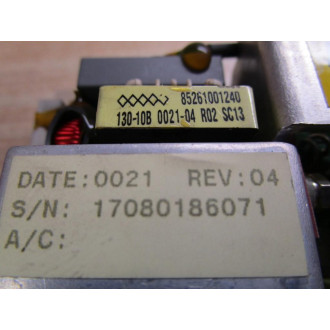 85261001240
130-10B 0021-04 R02 SC13
DATE:0021 REV:04
S/N: 17080186071
A/C: